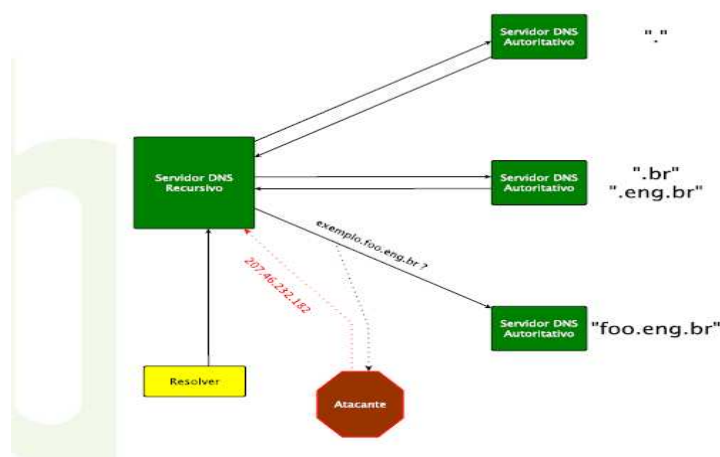 Servidor DNS
Autoritativo
"."
Servidor DNS
Recursivo
Servidor DNS
Autoritativo
".br"
".eng.br"
exemplo.foo.eng.br ?
207.46.232.182
Servidor DNS
Autoritativo
"foo.eng.br"
Resolver
Atacante